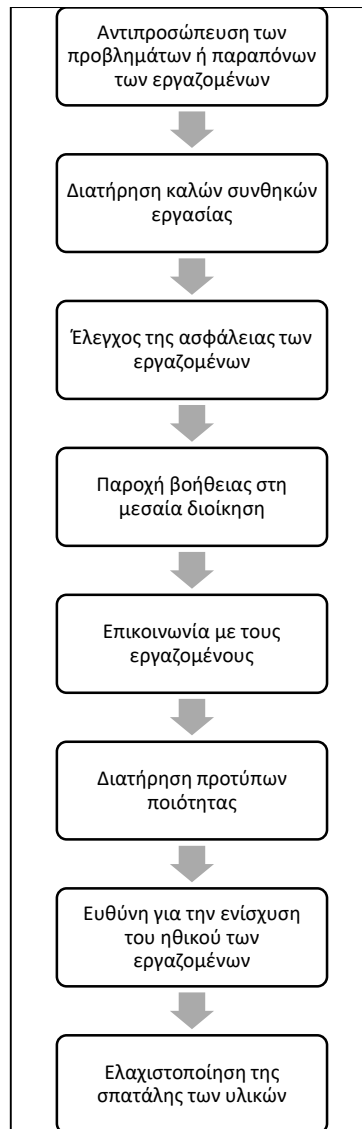 Αντιπροσώπευση των
προβλημάτων ή παραπόνων
των εργαζομένων
Διατήρηση καλών συνθηκών
εργασίας
Έλεγχος της ασφάλειας των
εργαζομένων
Παροχή βοήθειας στη
μεσαία διοίκηση
Επικοινωνία με τους
εργαζομένους
Διατήρηση προτύπων
ποιότητας
Ευθύνη για την ενίσχυση
του ηθικού των
εργαζομένων
Ελαχιστοποίηση της
σπατάλης των υλικών